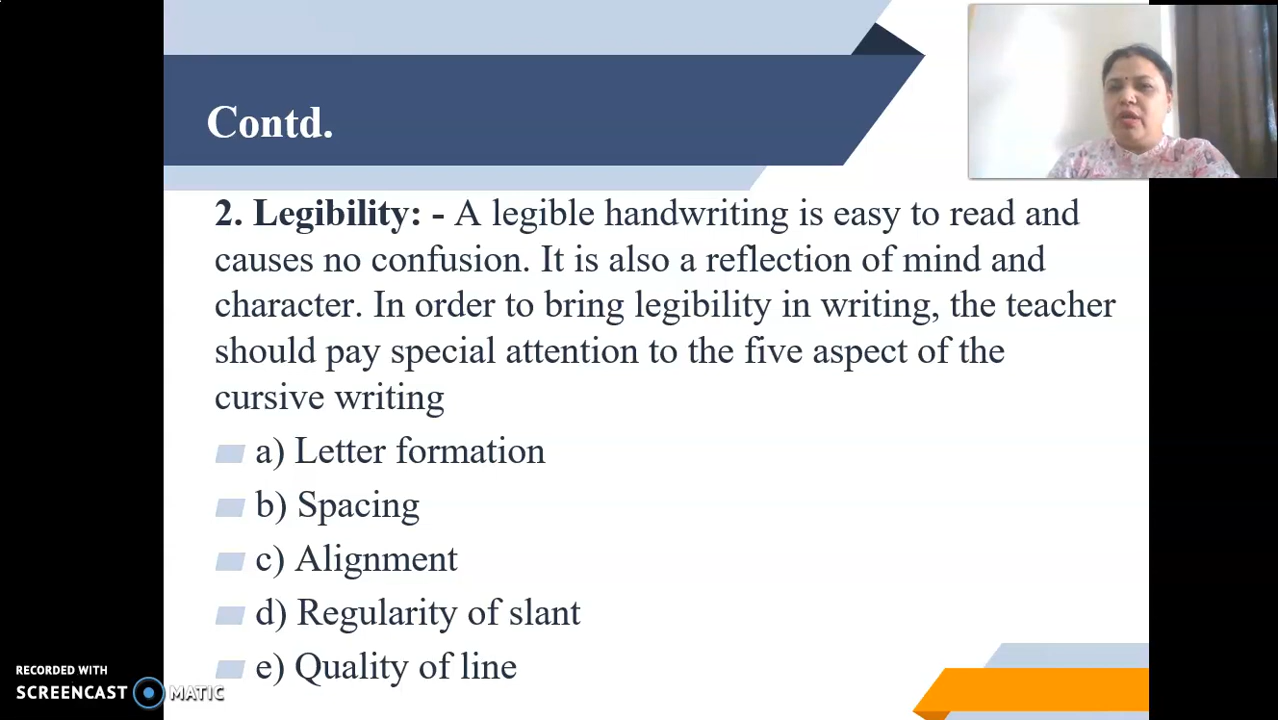 Contd.
2. Legibility: - A legible handwriting is easy to read and
causes no confusion. It is also a reflection of mind and
character. In order to bring legibility in writing, the teacher
should pay special attention to the five aspect of the
cursive writing
a) Letter formation
b) Spacing
c) Alignment
d) Regularity of slant
e) Quality of line
RECORDED WITH
SCREENCAST MATIC